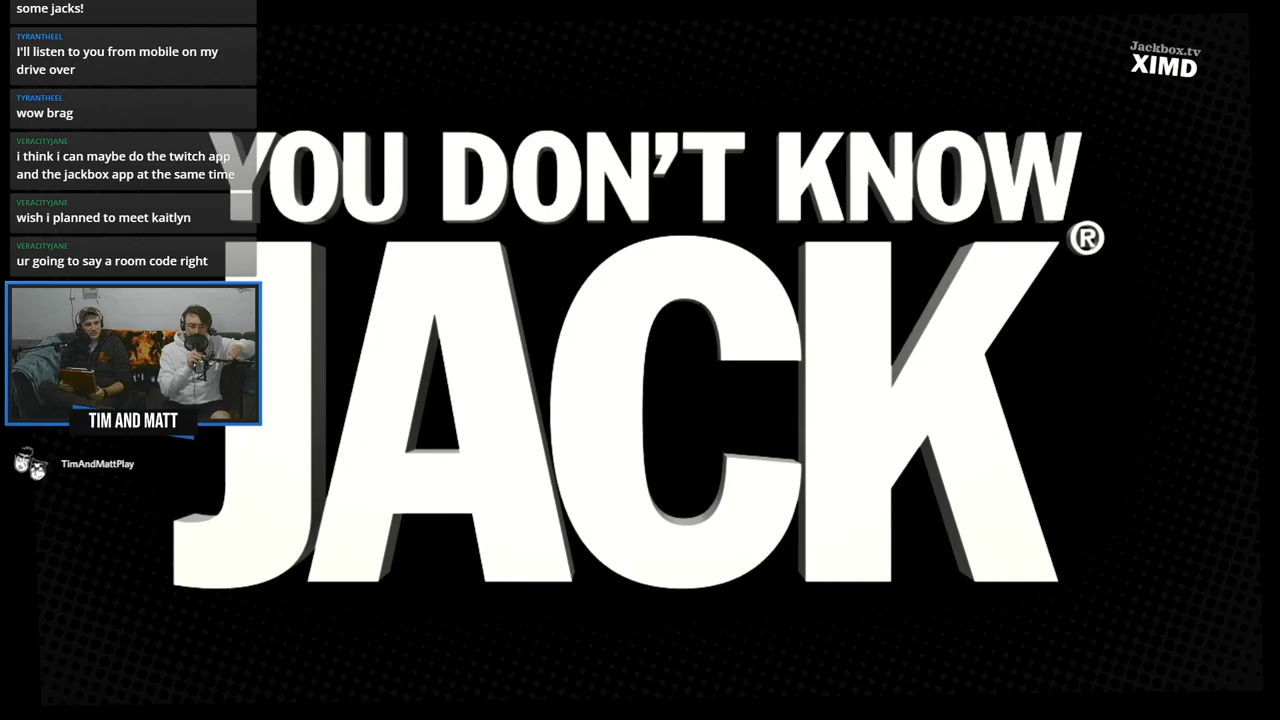 some jacks!
TYRANTHEEL
I'll listen to you from mobile on my
drive over
TYRANTHEEL
wow brag
VERACITYJANE
i think i can maybe do the twitch app
and the jackbox app at the same time
VERACITYJANE
wish i planned to meet kaitlyn
VERACITYJANE
ur going to say a room code right
TIM AND MATT
TimAndMattPlay
Jackbox.tv
XIMD
YOU DON'T KNOW
JACK®